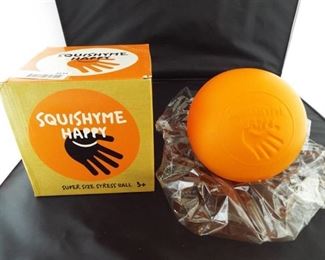 SQUISHYME
HAPPY
SUPER SIZE STRESS BALL 3+